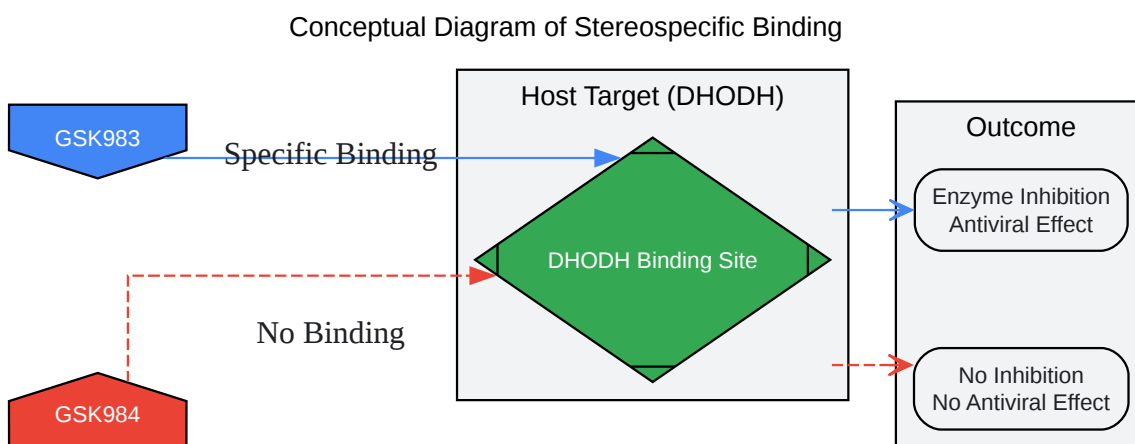 Conceptual Diagram of Stereospecific Binding
Host Target (DHODH)
Outcome
GSK983
Specific Binding
Enzyme Inhibition
Antiviral Effect
DHODH Binding Site
No Binding
No Inhibition
No Antiviral Effect
GSK984